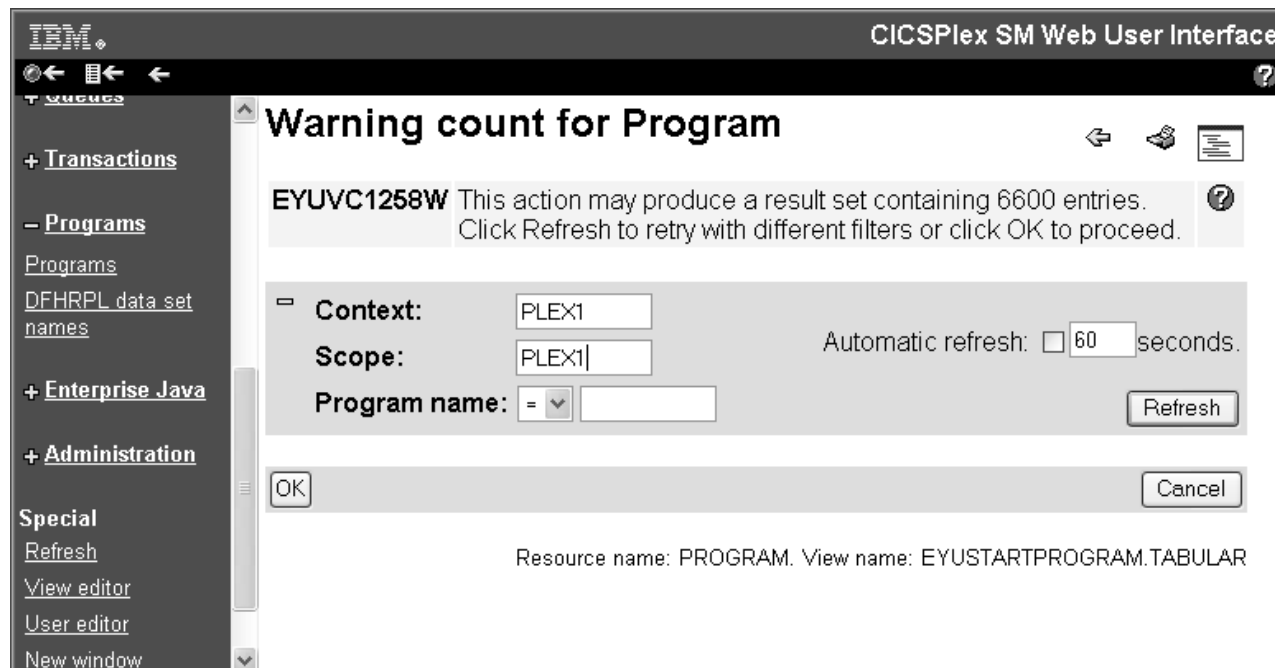 IBM.
CICSPlex SM Web User Interface
+ Queues
+ Transactions
– Programs
Programs
DFHRPL data set
names
+ Enterprise Java
+ Administration
Special
Refresh
View editor
User editor
New window
Warning count for Program
EYUVC1258W This action may produce a result set containing 6600 entries.
Click Refresh to retry with different filters or click OK to proceed.
Context: PLEX1
Scope: PLEX1
Automatic refresh: 60 seconds.
Program name: =
Refresh
OK
Cancel
Resource name: PROGRAM. View name: EYUSTARTPROGRAM.TABULAR